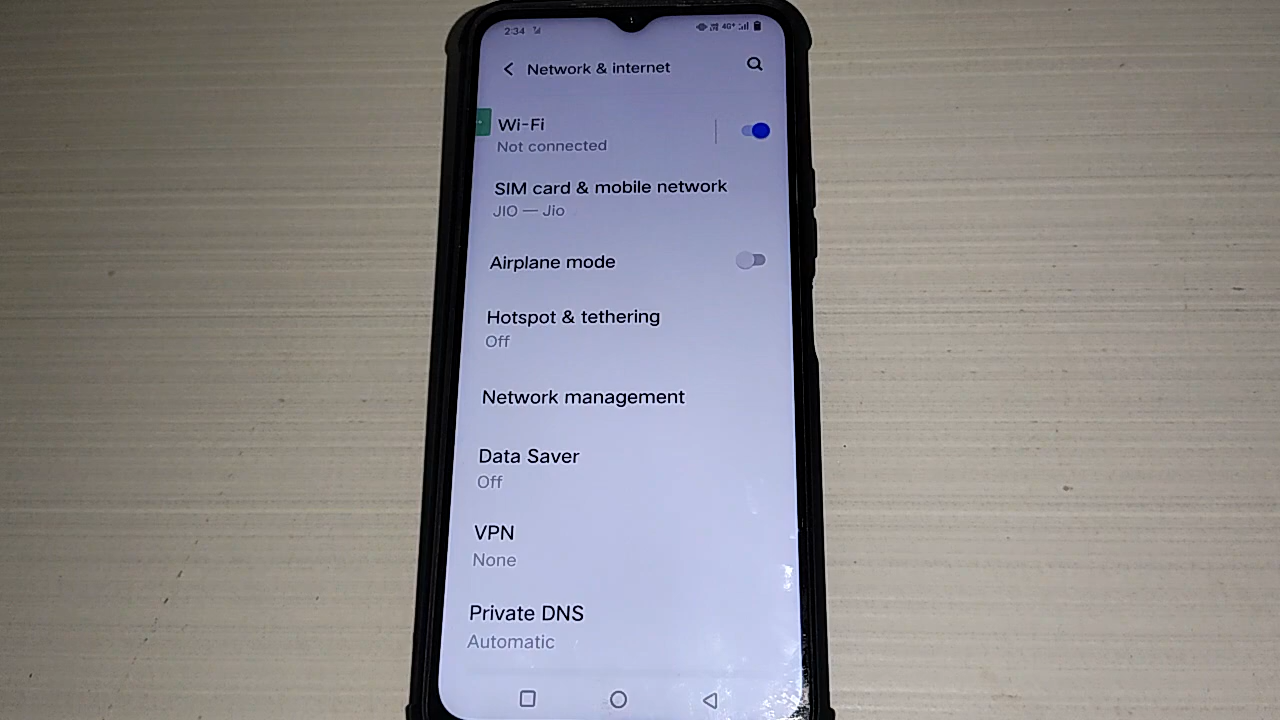 2:34 4G+
Network & internet
Wi-Fi
Not connected
SIM card & mobile network
JIO — Jio
Airplane mode
Hotspot & tethering
Off
Network management
Data Saver
Off
VPN
None
Private DNS
Automatic